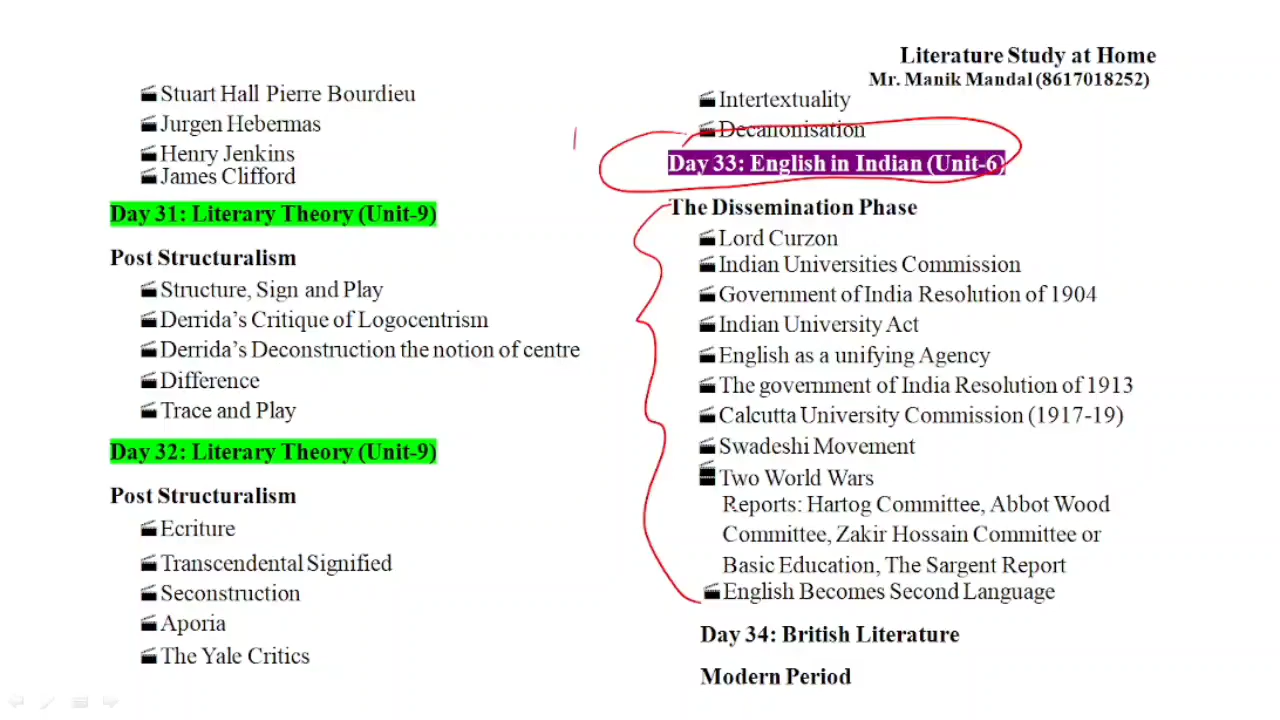 Literature Study at Home
Mr. Manik Mandal (8617018252)
Stuart Hall Pierre Bourdieu
Jurgen Hebermas
Henry Jenkins
James Clifford
Day 31: Literary Theory (Unit-9)
Post Structuralism
Structure, Sign and Play
Derrida's Critique of Logocentrism
Derrida's Deconstruction the notion of centre
Difference
Trace and Play
Day 32: Literary Theory (Unit-9)
Post Structuralism
Ecriture
Transcendental Signified
Seconstruction
Aporia
The Yale Critics
Intertextuality
Decanonisation
Day 33: English in Indian (Unit-6)
The Dissemination Phase
Lord Curzon
Indian Universities Commission
Government of India Resolution of 1904
Indian University Act
English as a unifying Agency
The government of India Resolution of 1913
Calcutta University Commission (1917-19)
Swadeshi Movement
Two World Wars
Reports: Hartog Committee, Abbot Wood
Committee, Zakir Hossain Committee or
Basic Education, The Sargent Report
English Becomes Second Language
Day 34: British Literature
Modern Period